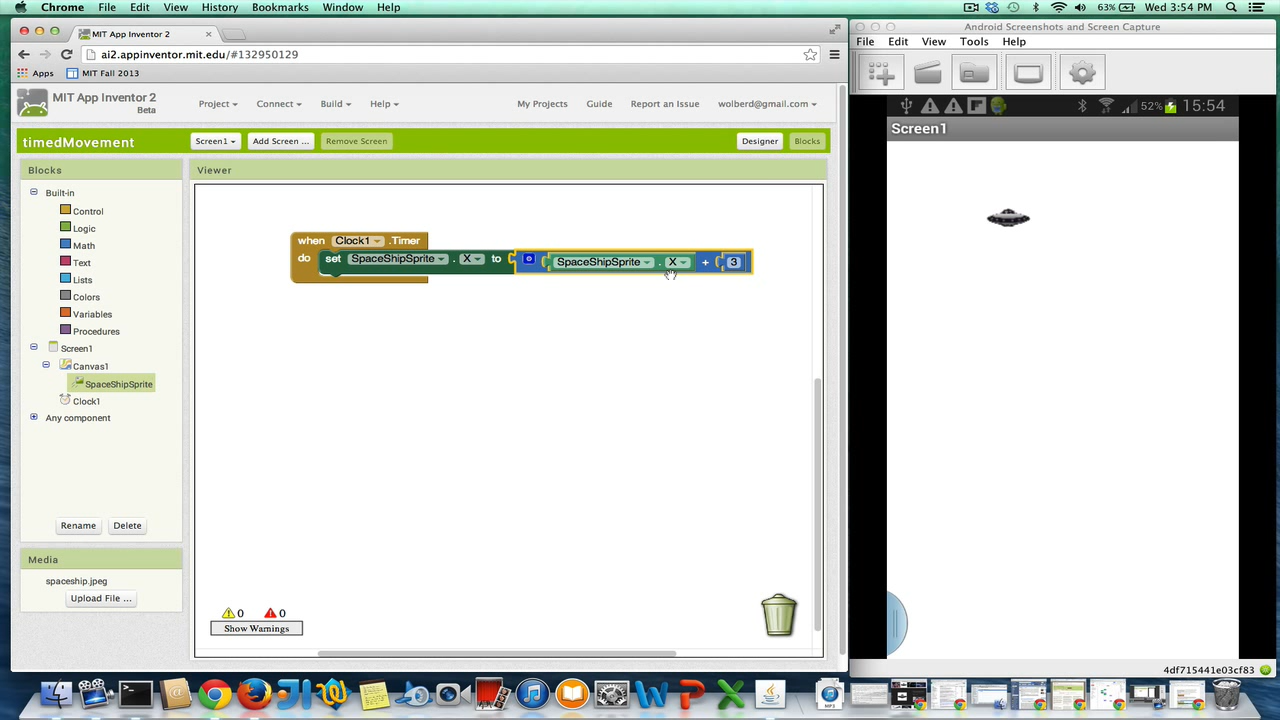 Chrome File Edit View History Bookmarks Window Help 63% Wed 3:54 PM
MIT App Inventor 2
ai2.appinventor.mit.edu/#132950129
Apps MIT Fall 2013
MIT App Inventor 2
Beta
Project Connect Build Help My Projects Guide Report an Issue wolberd@gmail.com
timedMovement Screen1 Add Screen ... Remove Screen Designer Blocks
Blocks
Built-in
Control
Logic
Math
Text
Lists
Colors
Variables
Procedures
Screen1
Canvas1
SpaceShipSprite
Clock1
Any component
Rename Delete
Media
spaceship.jpeg
Upload File ...
Viewer
when Clock1 .Timer
do set SpaceShipSprite . X to SpaceShipSprite . X + 3
0 0
Show Warnings
Android Screenshots and Screen Capture
File Edit View Tools Help
52% 15:54
Screen1
4df715441e03cf83
MP3